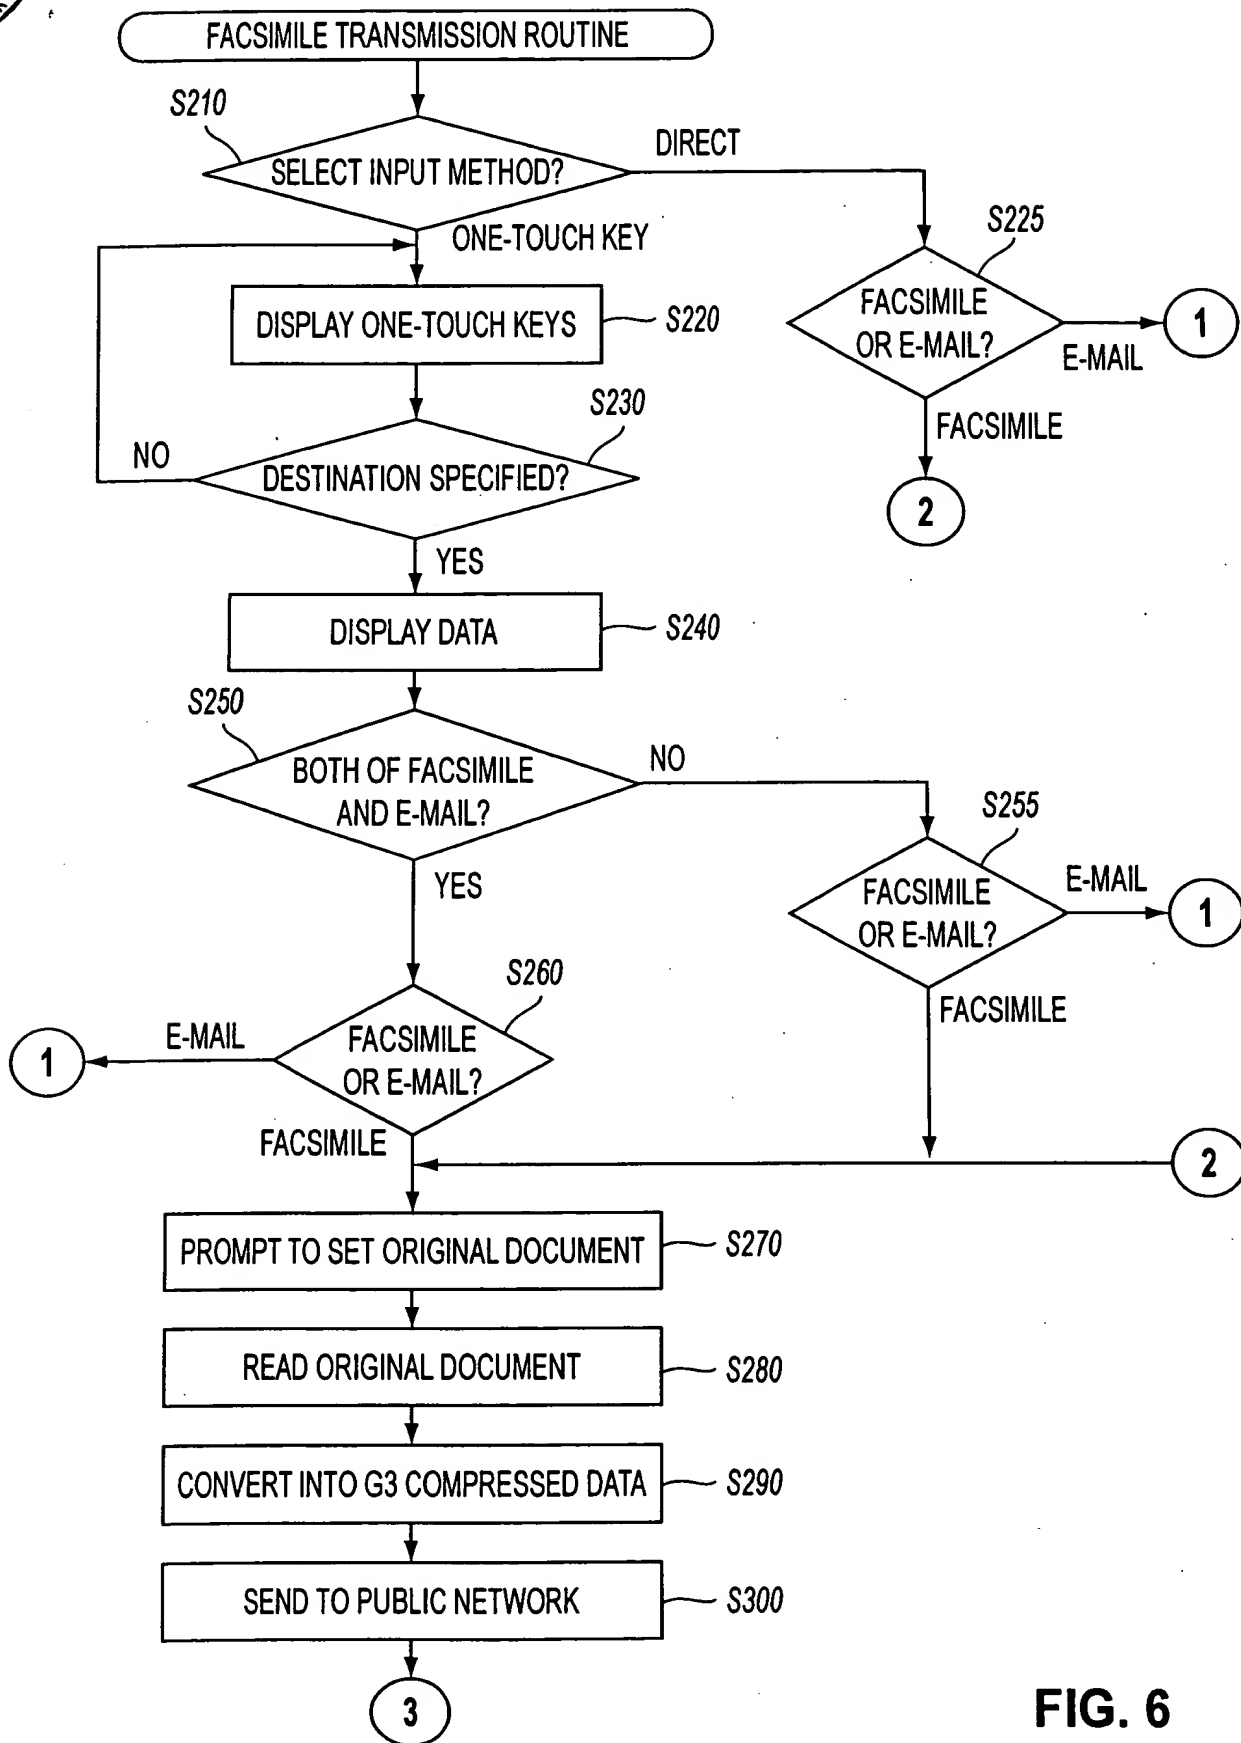 FACSIMILE TRANSMISSION ROUTINE
S210
SELECT INPUT METHOD?
DIRECT
ONE-TOUCH KEY
S225
FACSIMILE
OR E-MAIL?
E-MAIL
1
FACSIMILE
2
DISPLAY ONE-TOUCH KEYS
S220
S230
NO
DESTINATION SPECIFIED?
YES
DISPLAY DATA
S240
S250
BOTH OF FACSIMILE
AND E-MAIL?
NO
YES
S255
FACSIMILE
OR E-MAIL?
E-MAIL
1
FACSIMILE
S260
FACSIMILE
OR E-MAIL?
E-MAIL
1
FACSIMILE
2
PROMPT TO SET ORIGINAL DOCUMENT
S270
READ ORIGINAL DOCUMENT
S280
CONVERT INTO G3 COMPRESSED DATA
S290
SEND TO PUBLIC NETWORK
S300
3
FIG. 6